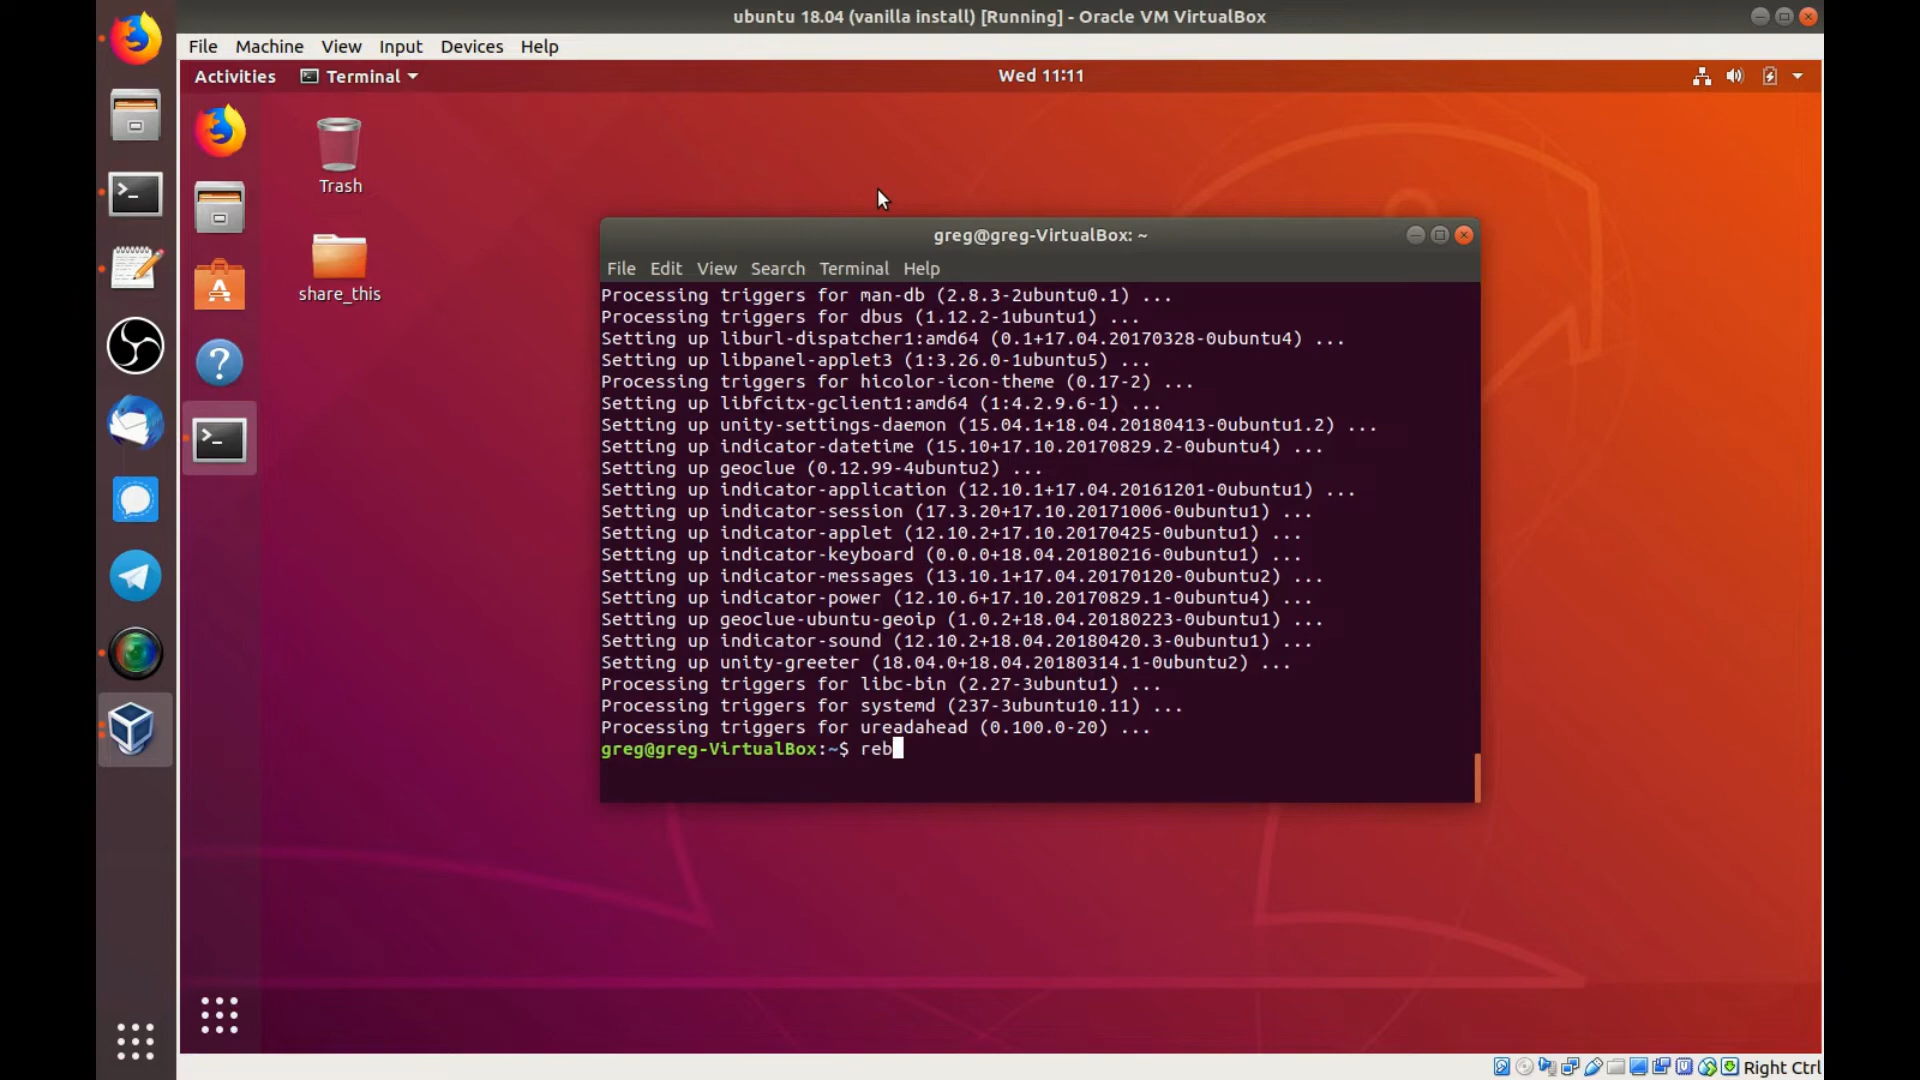 ubuntu 18.04 (vanilla install) [Running] - Oracle VM VirtualBox
File Machine View Input Devices Help
Activities Terminal Wed 11:11
Trash
share_this
greg@greg-VirtualBox: ~
File Edit View Search Terminal Help
Processing triggers for man-db (2.8.3-2ubuntu0.1) ...
Processing triggers for dbus (1.12.2-1ubuntu1) ...
Setting up liburl-dispatcher1:amd64 (0.1+17.04.20170328-0ubuntu4) ...
Setting up libpanel-applet3 (1:3.26.0-1ubuntu5) ...
Processing triggers for hicolor-icon-theme (0.17-2) ...
Setting up libfcitx-gclient1:amd64 (1:4.2.9.6-1) ...
Setting up unity-settings-daemon (15.04.1+18.04.20180413-0ubuntu1.2) ...
Setting up indicator-datetime (15.10+17.10.20170829.2-0ubuntu4) ...
Setting up geoclue (0.12.99-4ubuntu2) ...
Setting up indicator-application (12.10.1+17.04.20161201-0ubuntu1) ...
Setting up indicator-session (17.3.20+17.10.20171006-0ubuntu1) ...
Setting up indicator-applet (12.10.2+17.10.20170425-0ubuntu1) ...
Setting up indicator-keyboard (0.0.0+18.04.20180216-0ubuntu1) ...
Setting up indicator-messages (13.10.1+17.04.20170120-0ubuntu2) ...
Setting up indicator-power (12.10.6+17.10.20170829.1-0ubuntu4) ...
Setting up geoclue-ubuntu-geoip (1.0.2+18.04.20180223-0ubuntu1) ...
Setting up indicator-sound (12.10.2+18.04.20180420.3-0ubuntu1) ...
Setting up unity-greeter (18.04.0+18.04.20180314.1-0ubuntu2) ...
Processing triggers for libc-bin (2.27-3ubuntu1) ...
Processing triggers for systemd (237-3ubuntu10.11) ...
Processing triggers for ureadahead (0.100.0-20) ...
greg@greg-VirtualBox:~$ reb
Right Ctrl